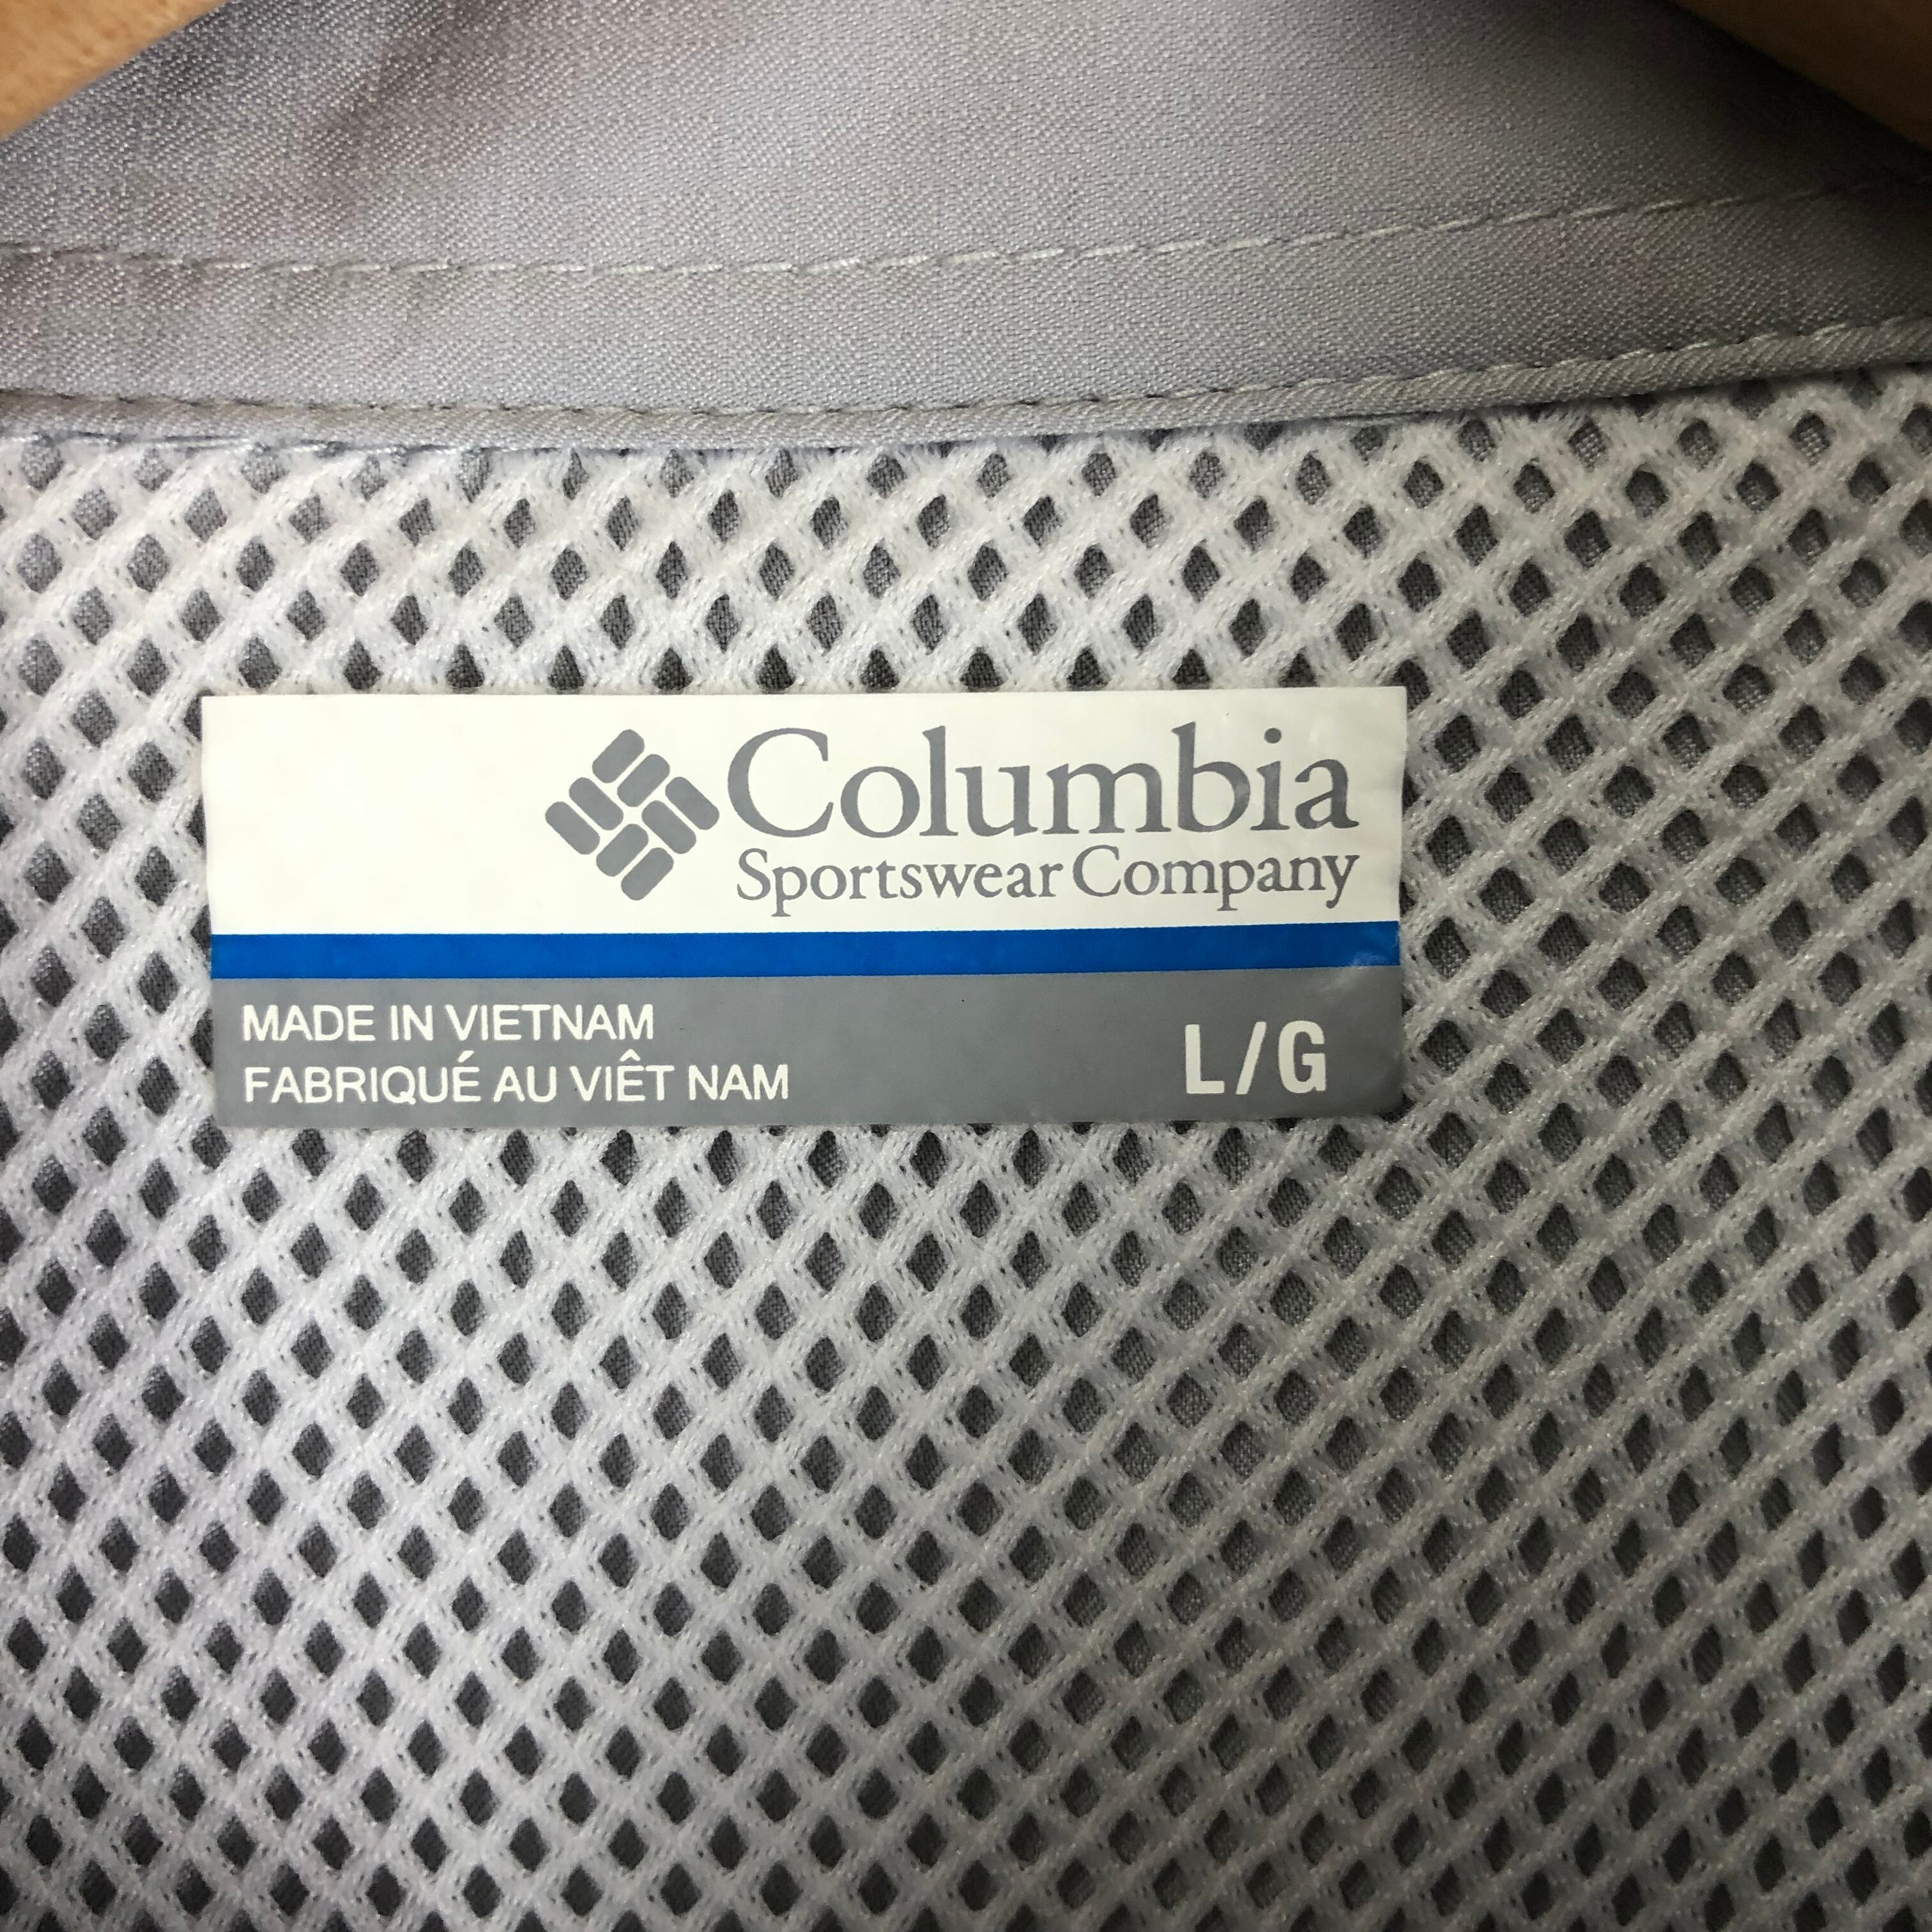 Columbia
Sportswear Company
MADE IN VIETNAM
FABRIQUÉ AU VIÊT NAM
L/G